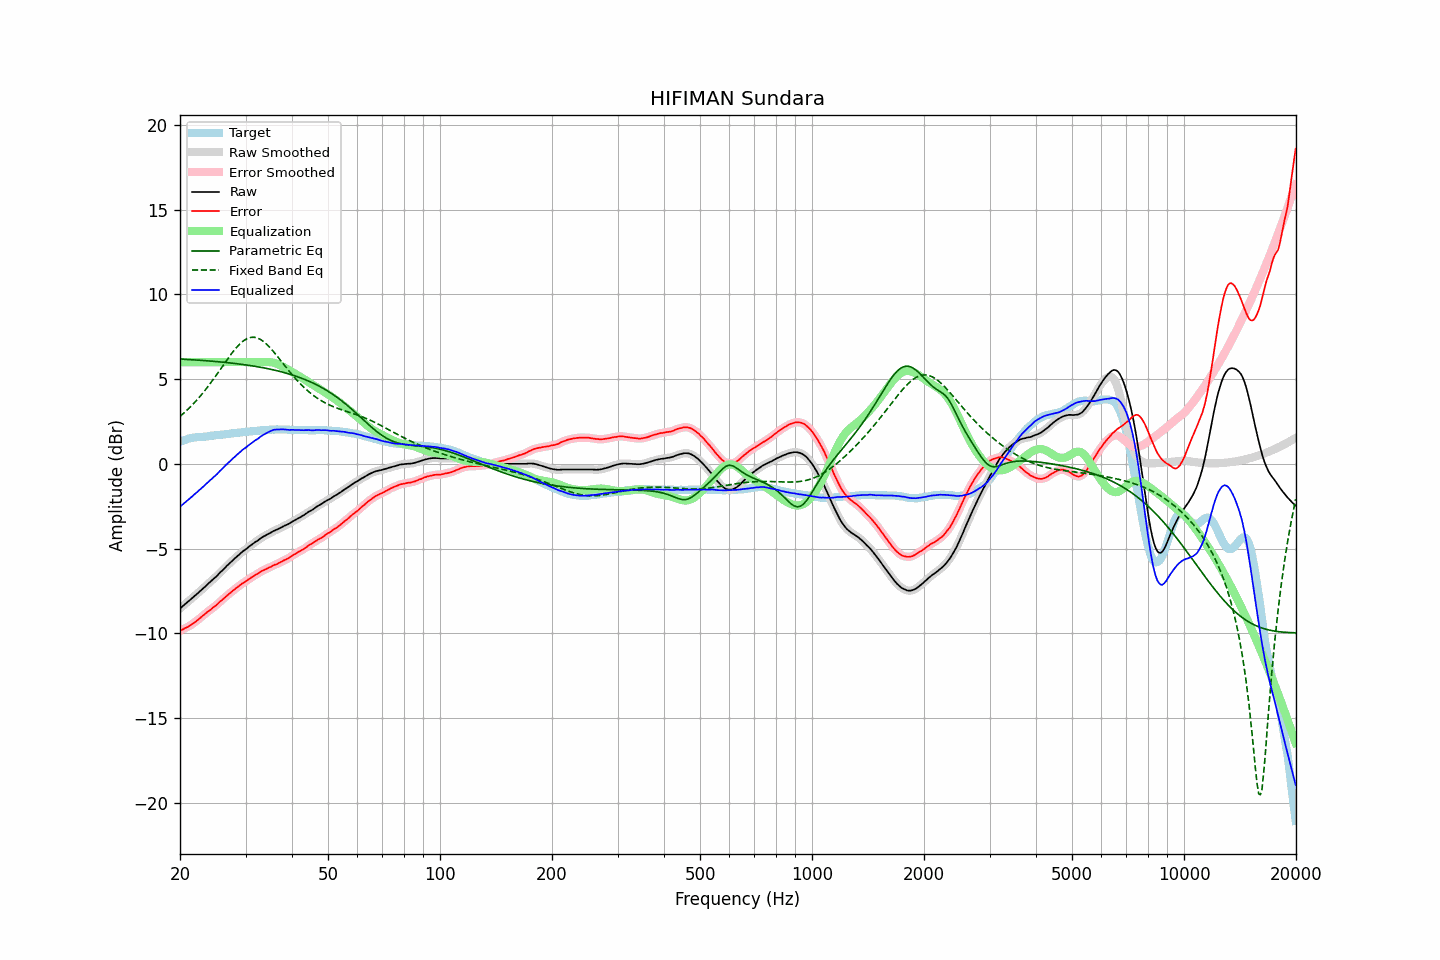 HIFIMAN Sundara
Target
Raw Smoothed
Error Smoothed
Raw
Error
Equalization
Parametric Eq
Fixed Band Eq
Equalized
Amplitude (dBr)
20
15
10
5
0
−5
−10
−15
−20
20 50 100 200 500 1000 2000 5000 10000 20000
Frequency (Hz)